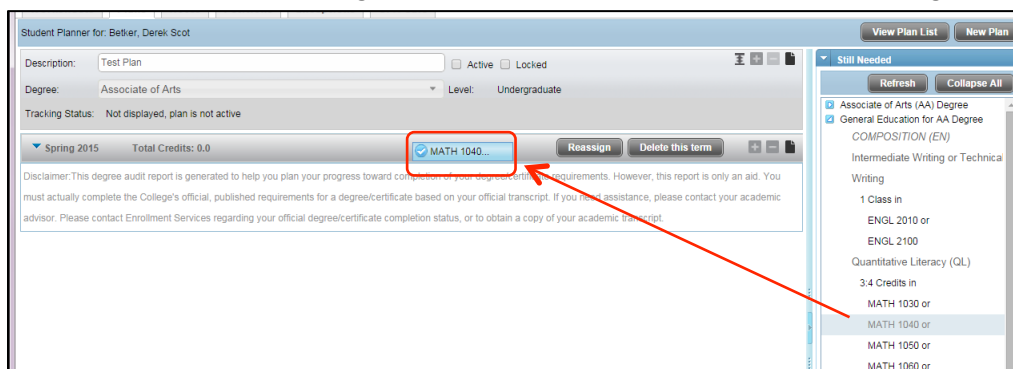 Student Planner for: Betker, Derek Scot
View Plan List
New Plan
Description:
Test Plan
Active
Locked
Degree:
Associate of Arts
Level:
Undergraduate
Tracking Status:
Not displayed, plan is not active
Spring 2015
Total Credits: 0.0
MATH 1040...
Reassign
Delete this term
Disclaimer:This degree audit report is generated to help you plan your progress toward completion of your degree/certificate requirements. However, this report is only an aid. You
must actually complete the College's official, published requirements for a degree/certificate based on your official transcript. If you need assistance, please contact your academic
advisor. Please contact Enrollment Services regarding your official degree/certificate completion status, or to obtain a copy of your academic transcript.
Still Needed
Refresh
Collapse All
Associate of Arts (AA) Degree
General Education for AA Degree
COMPOSITION (EN)
Intermediate Writing or Technical
Writing
1 Class in
ENGL 2010 or
ENGL 2100
Quantitative Literacy (QL)
3:4 Credits in
MATH 1030 or
MATH 1040 or
MATH 1050 or
MATH 1060 or